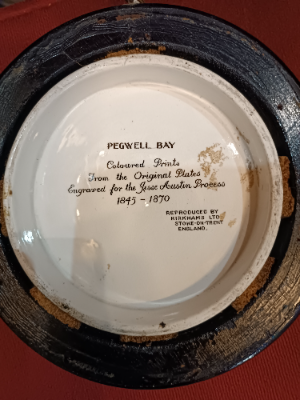 PEGWELL BAY
Coloured Prints
From the Original Plates
Engraved for the Jesse Austin Process
1845 - 1870
REPRODUCED BY
KIRKHAMS LTD
STOKE-ON-TRENT
ENGLAND.